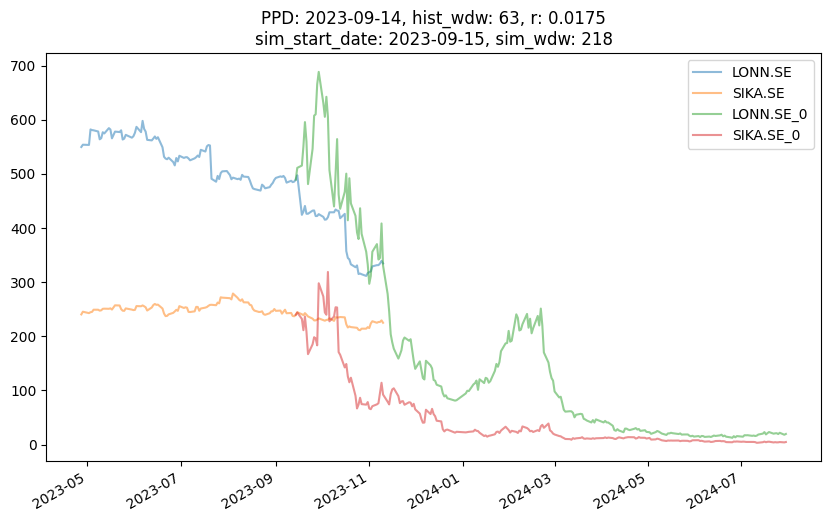 PPD: 2023-09-14, hist_wdw: 63, r: 0.0175
sim_start_date: 2023-09-15, sim_wdw: 218
LONN.SE
SIKA.SE
LONN.SE_0
SIKA.SE_0
700
600
500
400
300
200
100
0
2023-05
2023-07
2023-09
2023-11
2024-01
2024-03
2024-05
2024-07